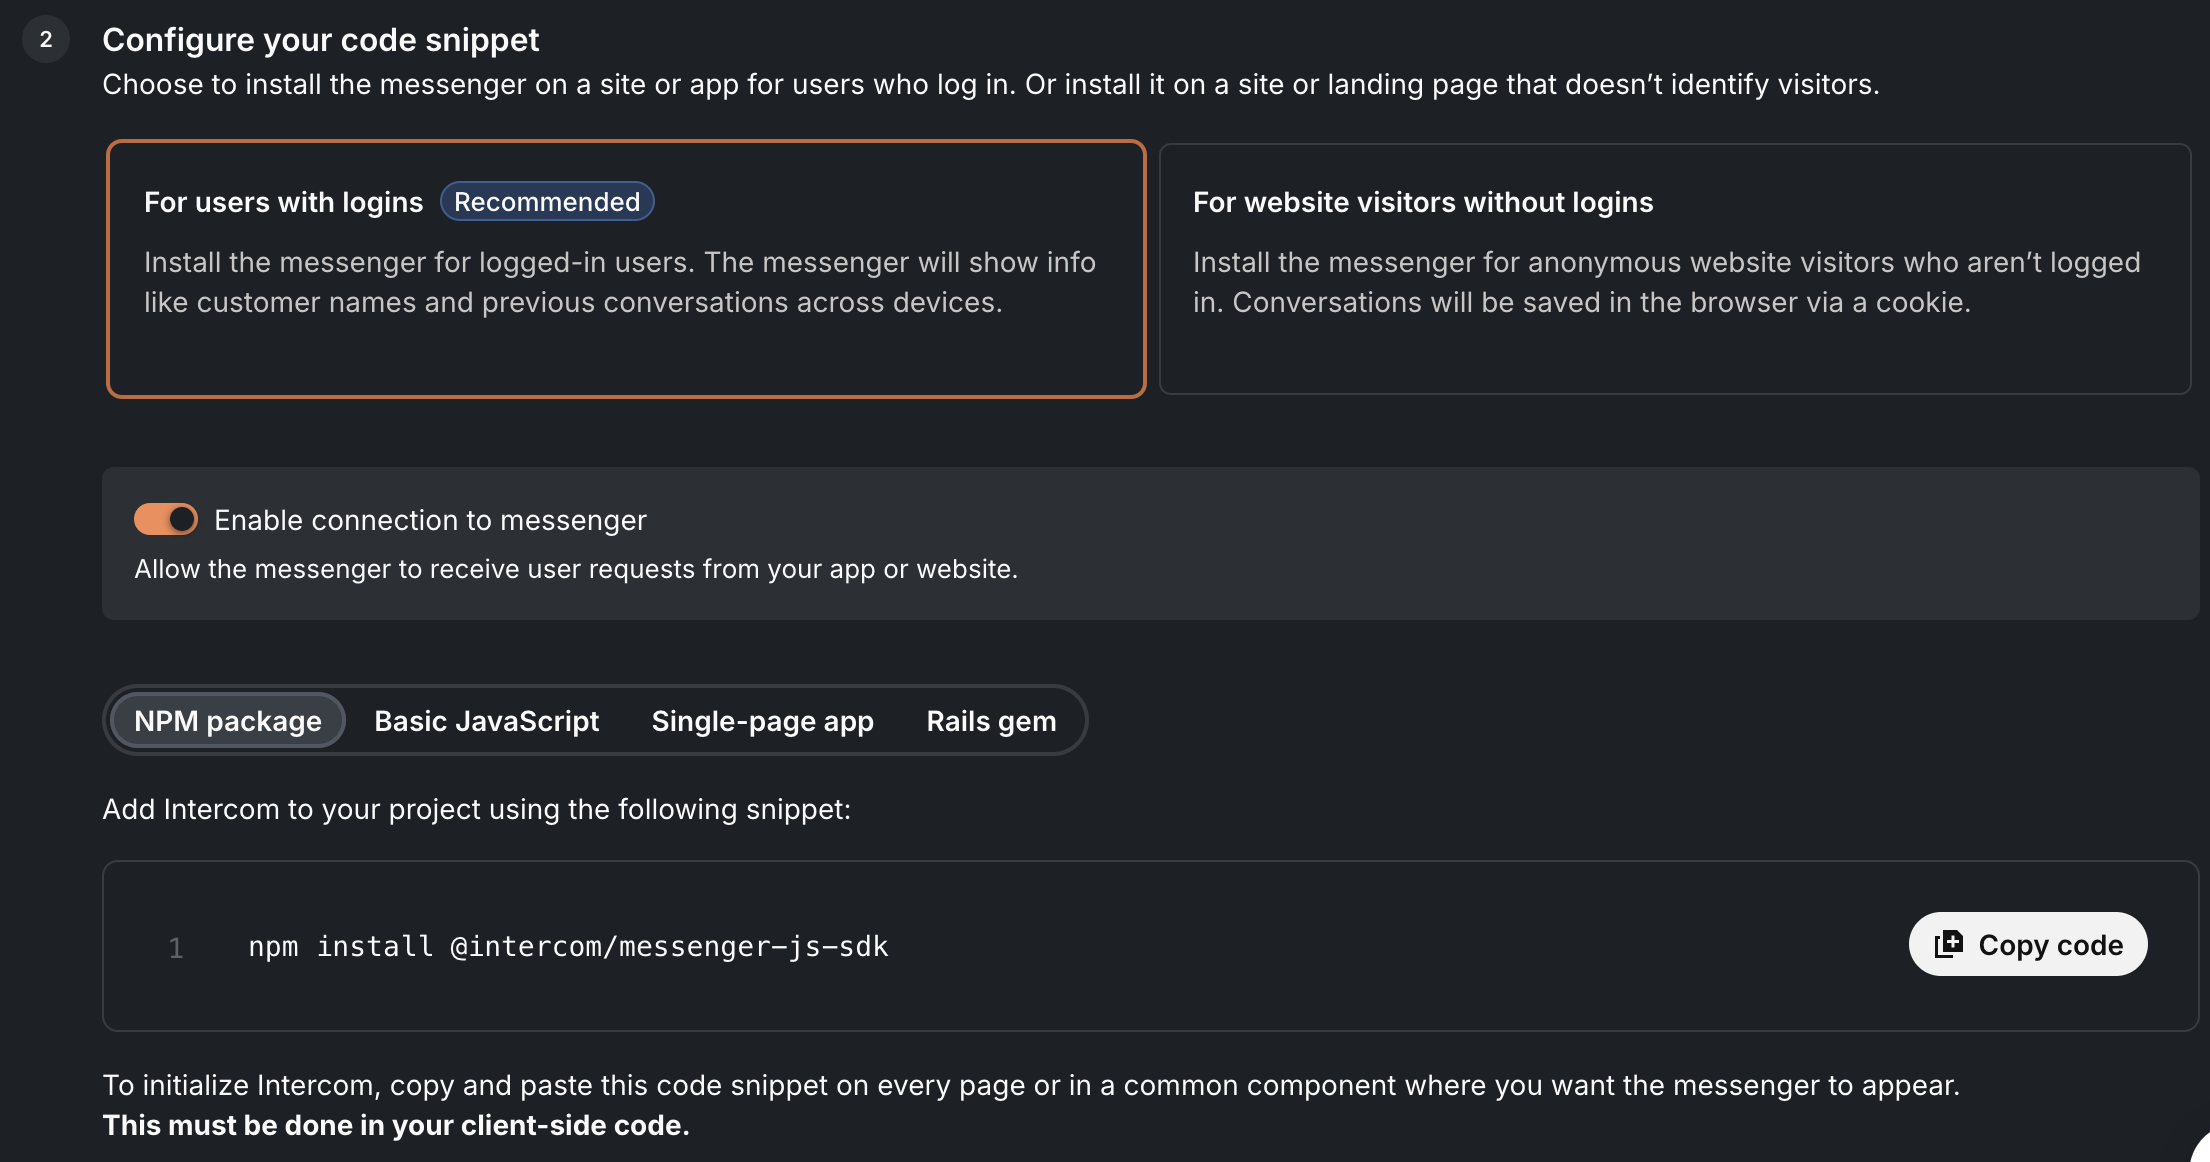 2
Configure your code snippet
Choose to install the messenger on a site or app for users who log in. Or install it on a site or landing page that doesn’t identify visitors.
For users with logins Recommended
Install the messenger for logged-in users. The messenger will show info
like customer names and previous conversations across devices.
For website visitors without logins
Install the messenger for anonymous website visitors who aren’t logged
in. Conversations will be saved in the browser via a cookie.
Enable connection to messenger
Allow the messenger to receive user requests from your app or website.
NPM package Basic JavaScript Single-page app Rails gem
Add Intercom to your project using the following snippet:
1 npm install @intercom/messenger-js-sdk
Copy code
To initialize Intercom, copy and paste this code snippet on every page or in a common component where you want the messenger to appear.
This must be done in your client-side code.